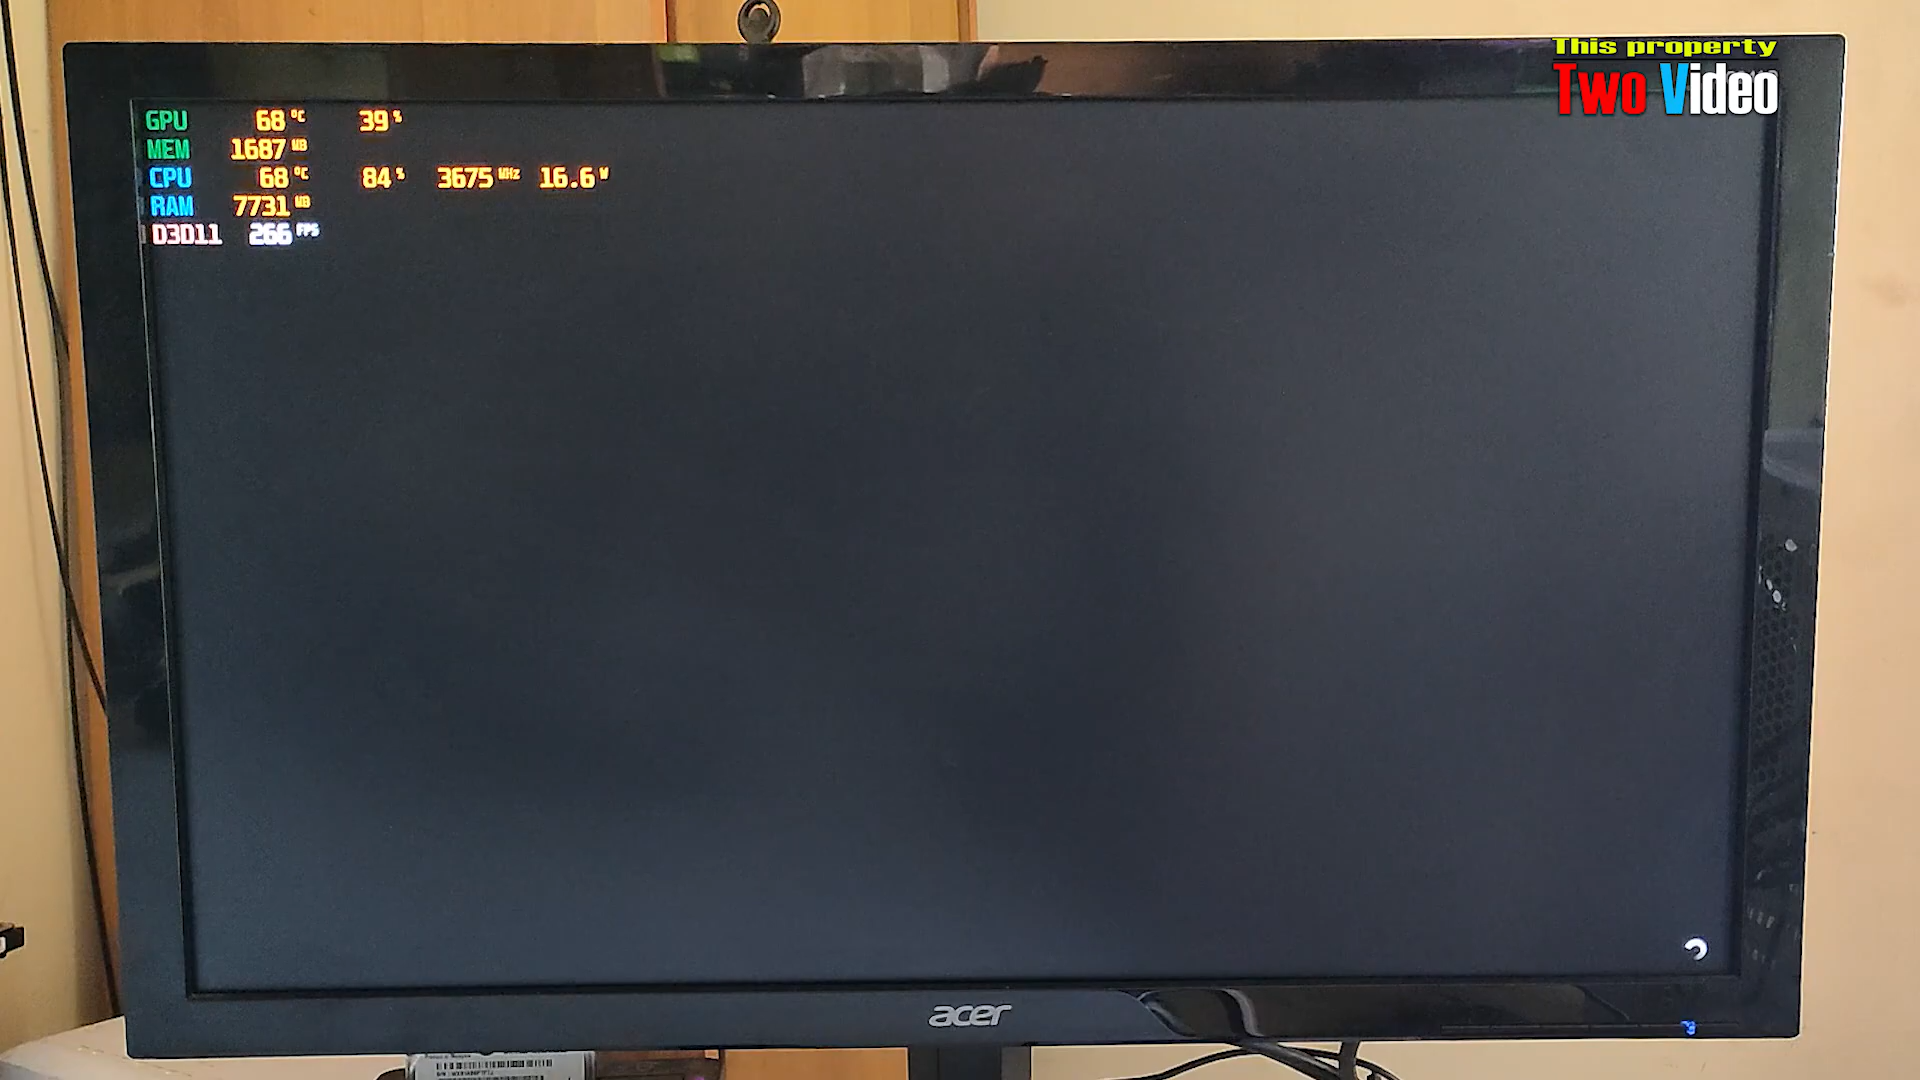 This property
Two Video
GPU 68 °C 39 %
MEM 1687 MB
CPU 68 °C 84 % 3675 MHz 16.6 W
RAM 7731 MB
D3D11 266 FPS
acer